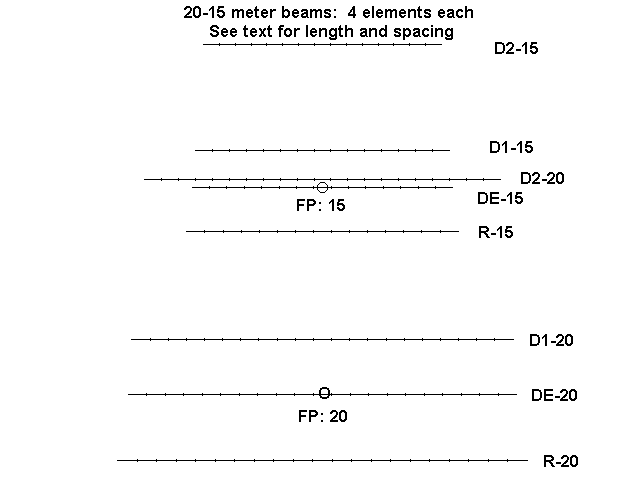 20-15 meter beams:  4 elements each
See text for length and spacing
D2-15
D1-15
D2-20
DE-15
FP: 15
R-15
D1-20
DE-20
FP: 20
R-20